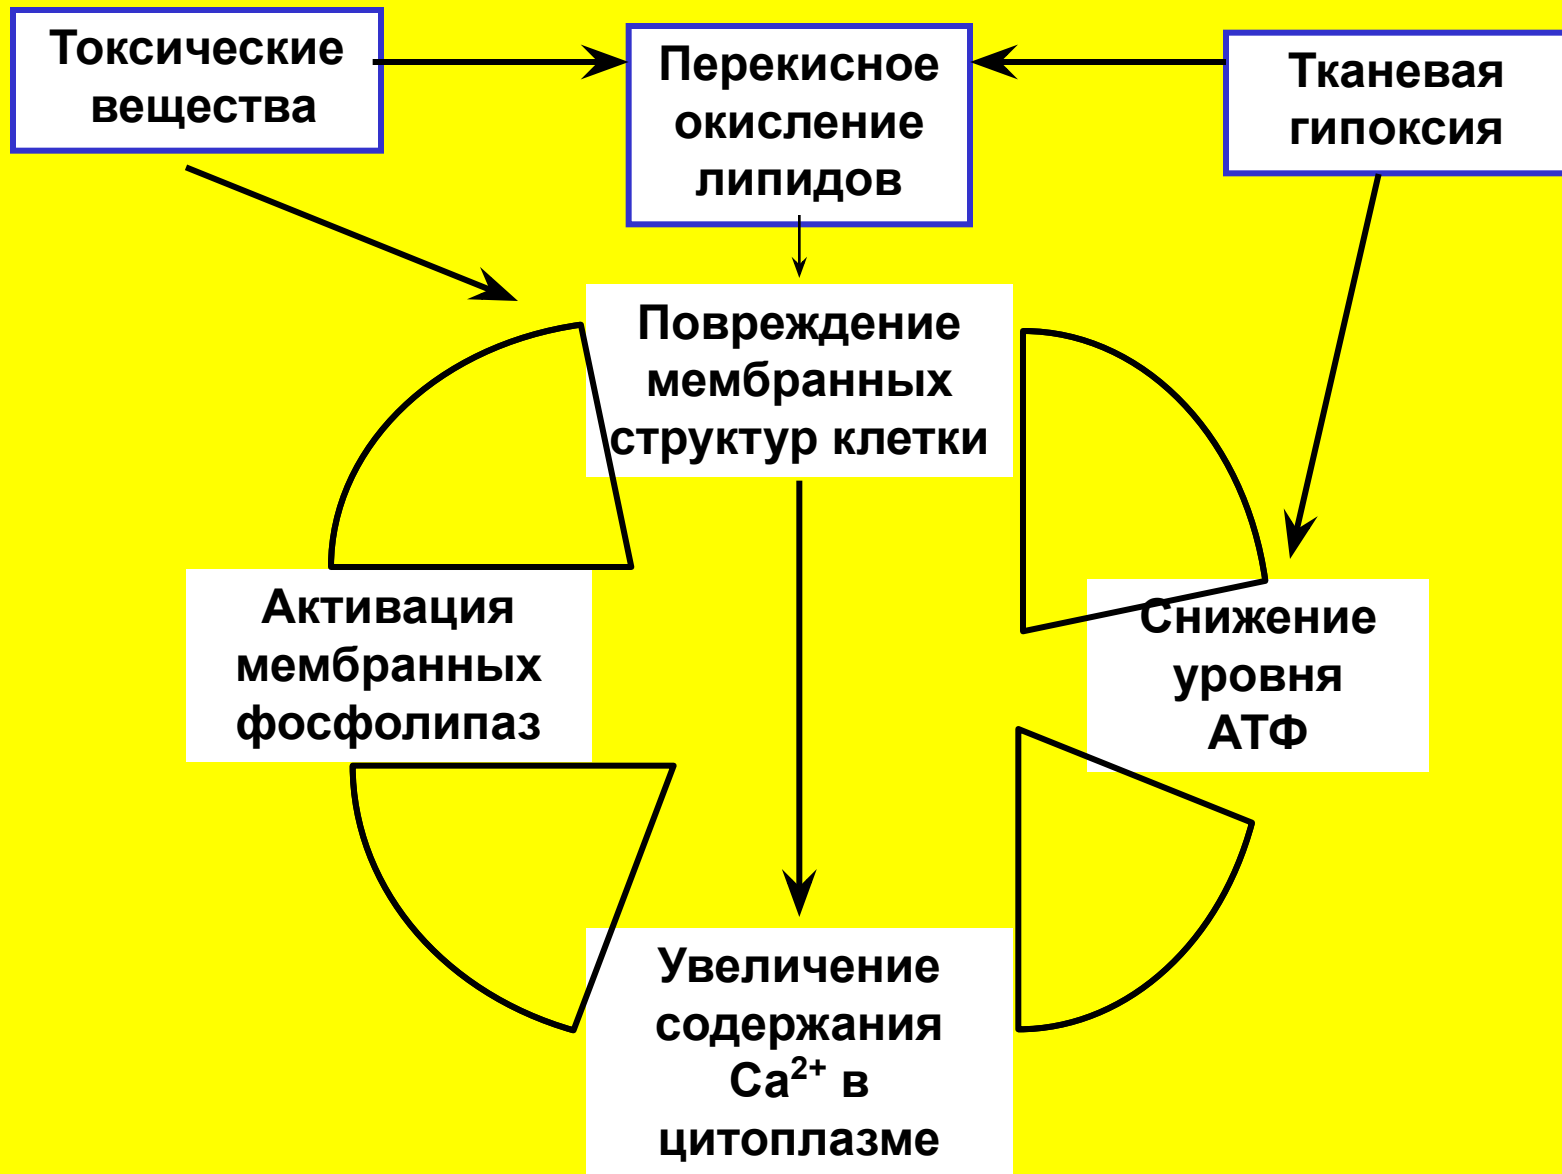 Токсические
вещества
Перекисное
окисление
липидов
Тканевая
гипоксия
Повреждение
мембранных
структур клетки
Активация
мембранных
фосфолипаз
Снижение
уровня
АТФ
Увеличение
содержания
Ca²⁺ в
цитоплазме